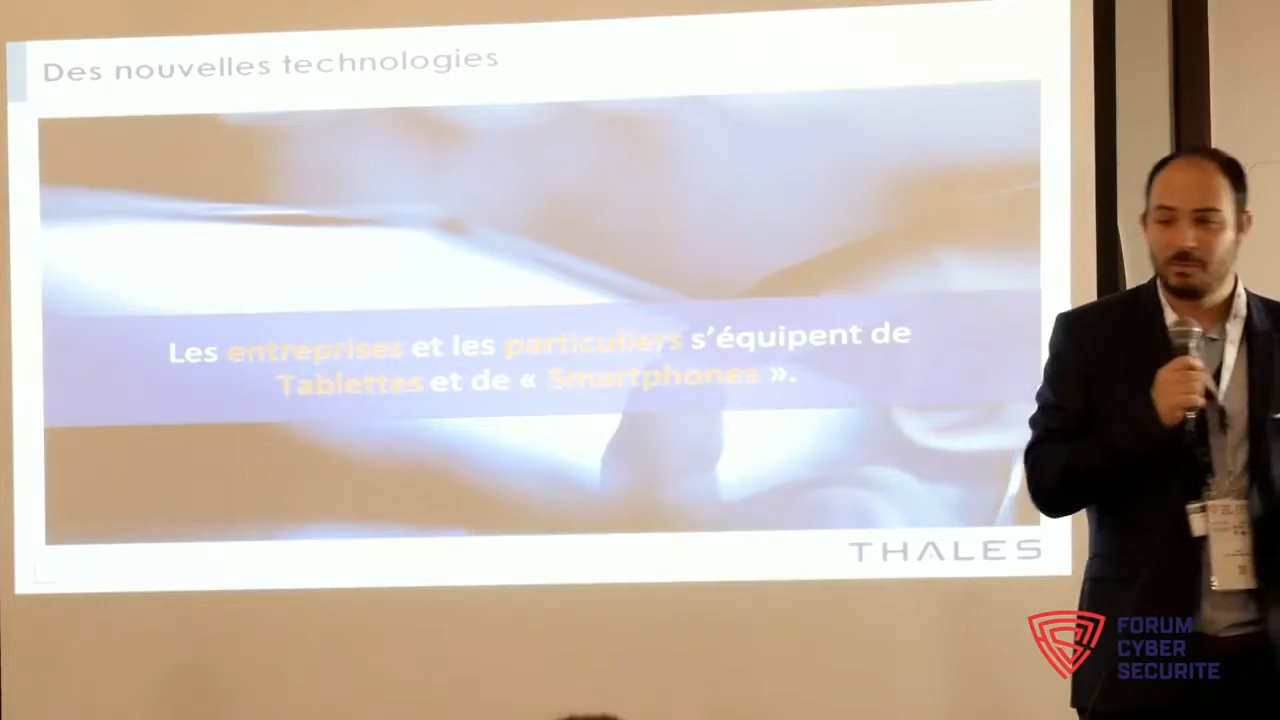 Des nouvelles technologies
Les entreprises et les particuliers s'équipent de
Tablettes et de « Smartphones ».
THALES
FORUM
CYBER
SECURITE